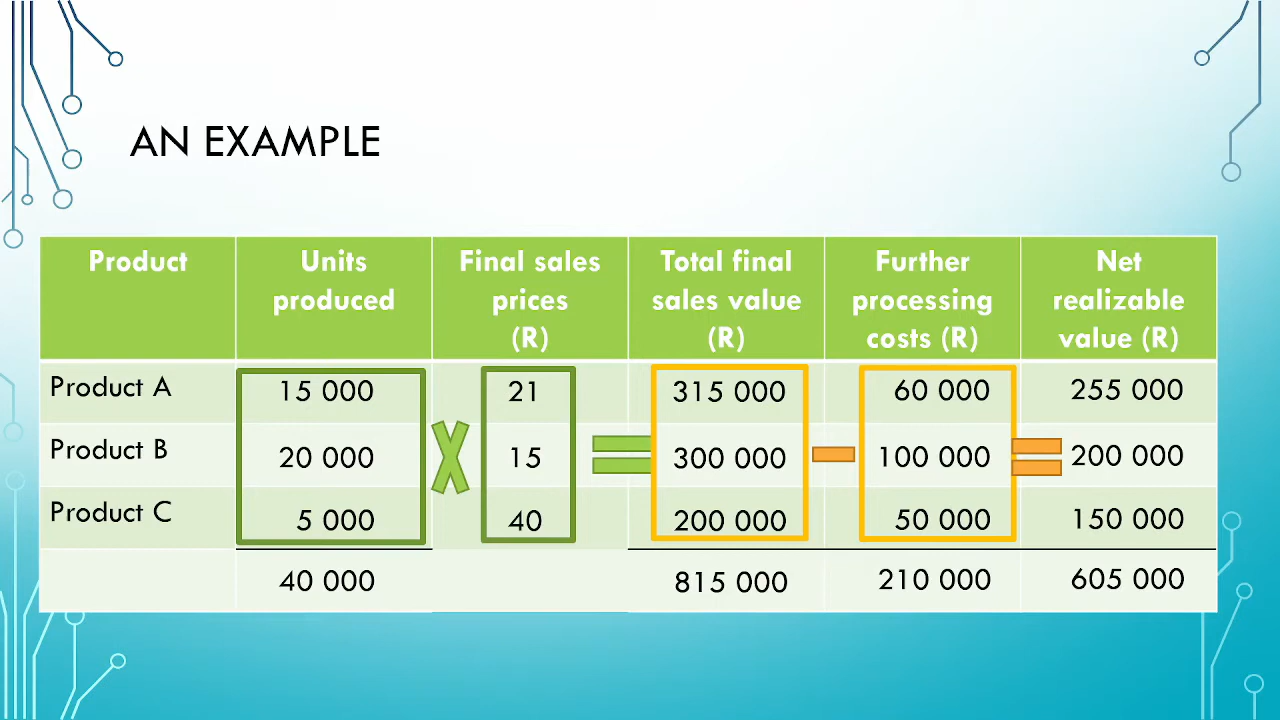 AN EXAMPLE
Product Units produced Final sales prices (R) Total final sales value (R) Further processing costs (R) Net realizable value (R)
Product A 15 000 21 315 000 60 000 255 000
Product B 20 000 15 300 000 100 000 200 000
Product C 5 000 40 200 000 50 000 150 000
40 000 815 000 210 000 605 000